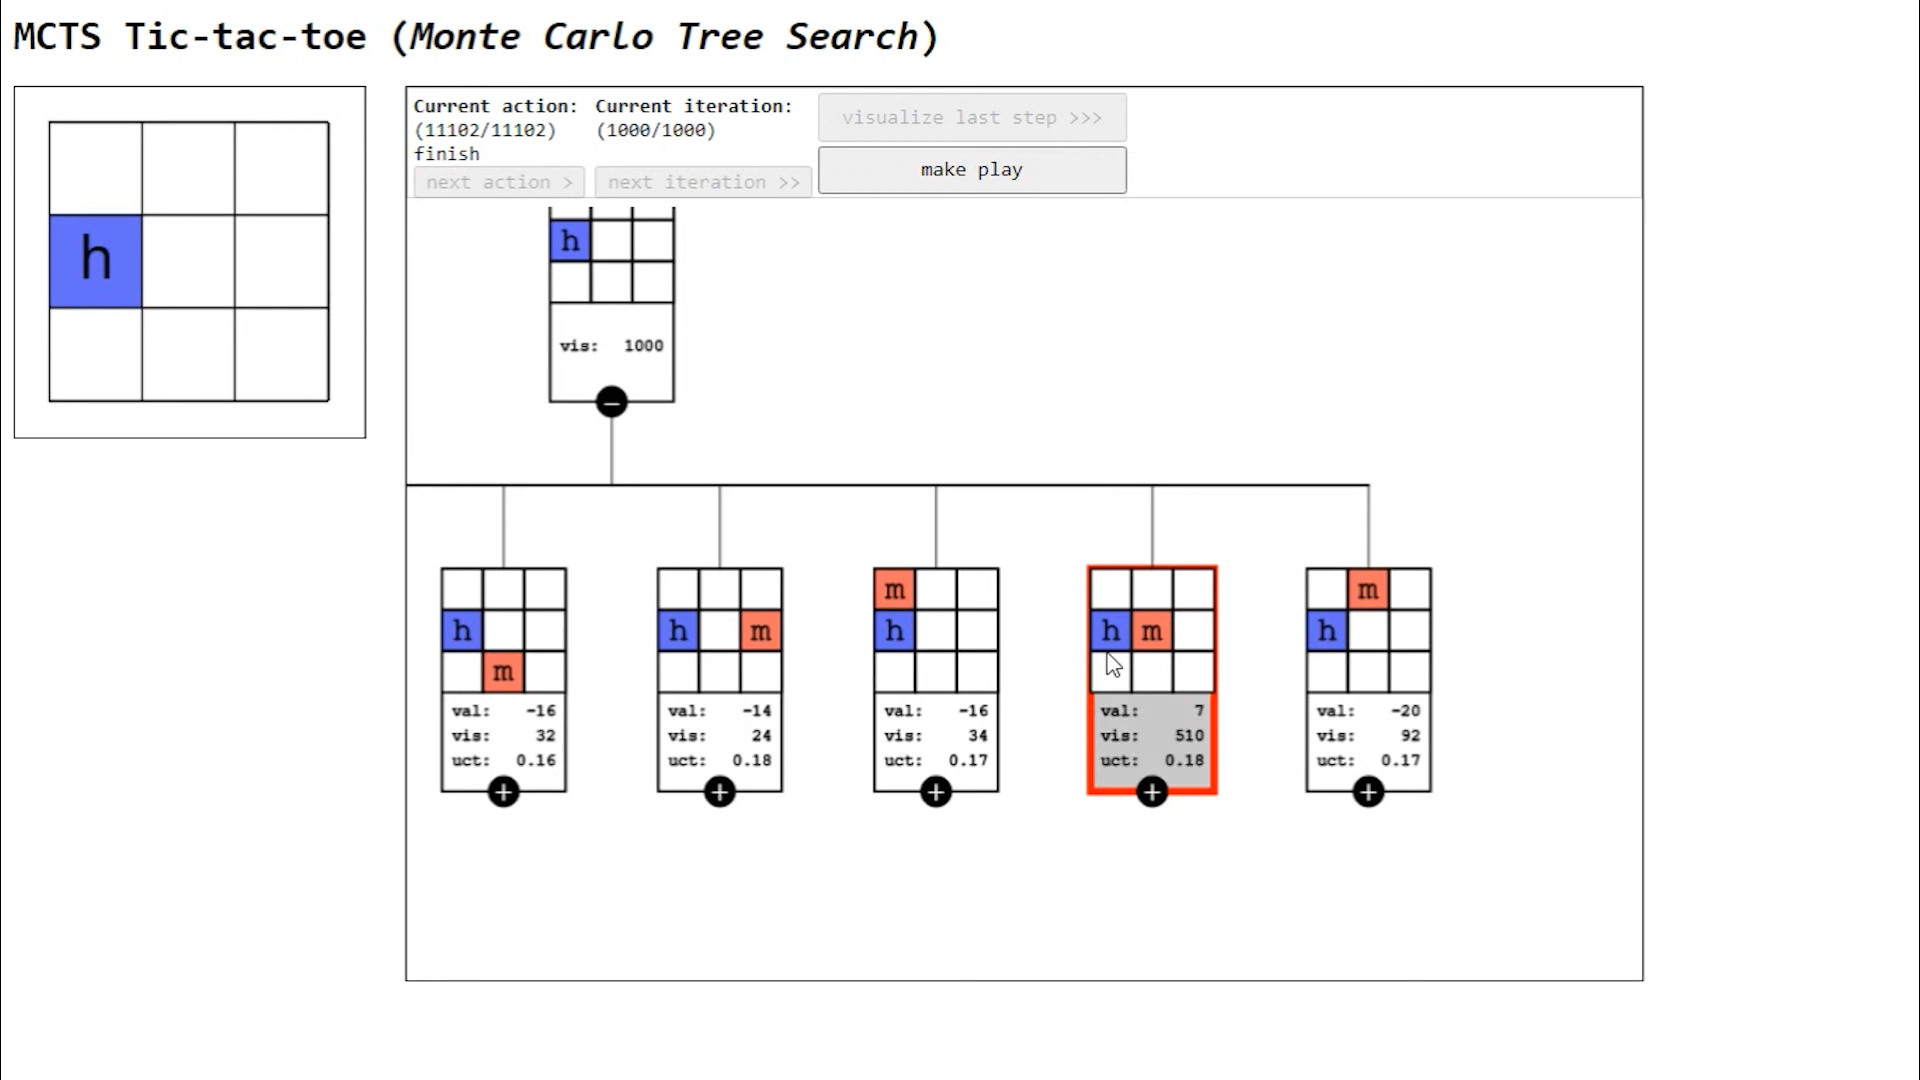 MCTS Tic-tac-toe (Monte Carlo Tree Search)
Current action: Current iteration:
(11102/11102) (1000/1000)
finish
visualize last step >>>
make play
next action > next iteration >>
h
h
vis: 1000
h
m
val: -16
vis: 32
uct: 0.16
h m
val: -14
vis: 24
uct: 0.18
m
h
val: -16
vis: 34
uct: 0.17
h m
val: 7
vis: 510
uct: 0.18
m
h
val: -20
vis: 92
uct: 0.17